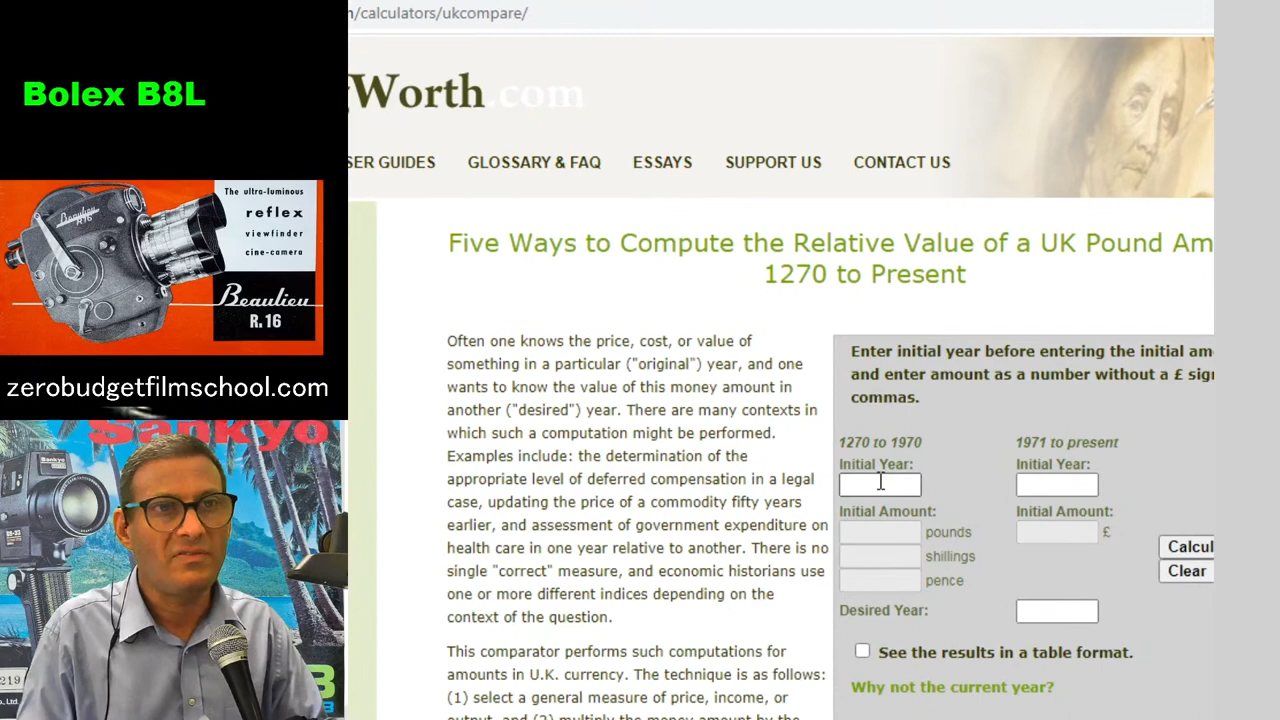 /calculators/ukcompare/
Bolex B8L
Worth.com
SER GUIDES
GLOSSARY & FAQ
ESSAYS
SUPPORT US
CONTACT US
The ultra-luminous
reflex
viewfinder
cine-camera
Beaulieu
Beaulieu
R.16
zerobudgetfilmschool.com
Sankyo
219
Five Ways to Compute the Relative Value of a UK Pound Am
1270 to Present
Often one knows the price, cost, or value of
something in a particular ("original") year, and one
wants to know the value of this money amount in
another ("desired") year. There are many contexts in
which such a computation might be performed.
Examples include: the determination of the
appropriate level of deferred compensation in a legal
case, updating the price of a commodity fifty years
earlier, and assessment of government expenditure on
health care in one year relative to another. There is no
single "correct" measure, and economic historians use
one or more different indices depending on the
context of the question.
This comparator performs such computations for
amounts in U.K. currency. The technique is as follows:
(1) select a general measure of price, income, or
output, and (2) multiply the money amount by the
Enter initial year before entering the initial am
and enter amount as a number without a £ sig
commas.
1270 to 1970
1971 to present
Initial Year:
Initial Year:
Initial Amount:
Initial Amount:
pounds
£
shillings
pence
Calcul
Clear
Desired Year:
See the results in a table format.
Why not the current year?